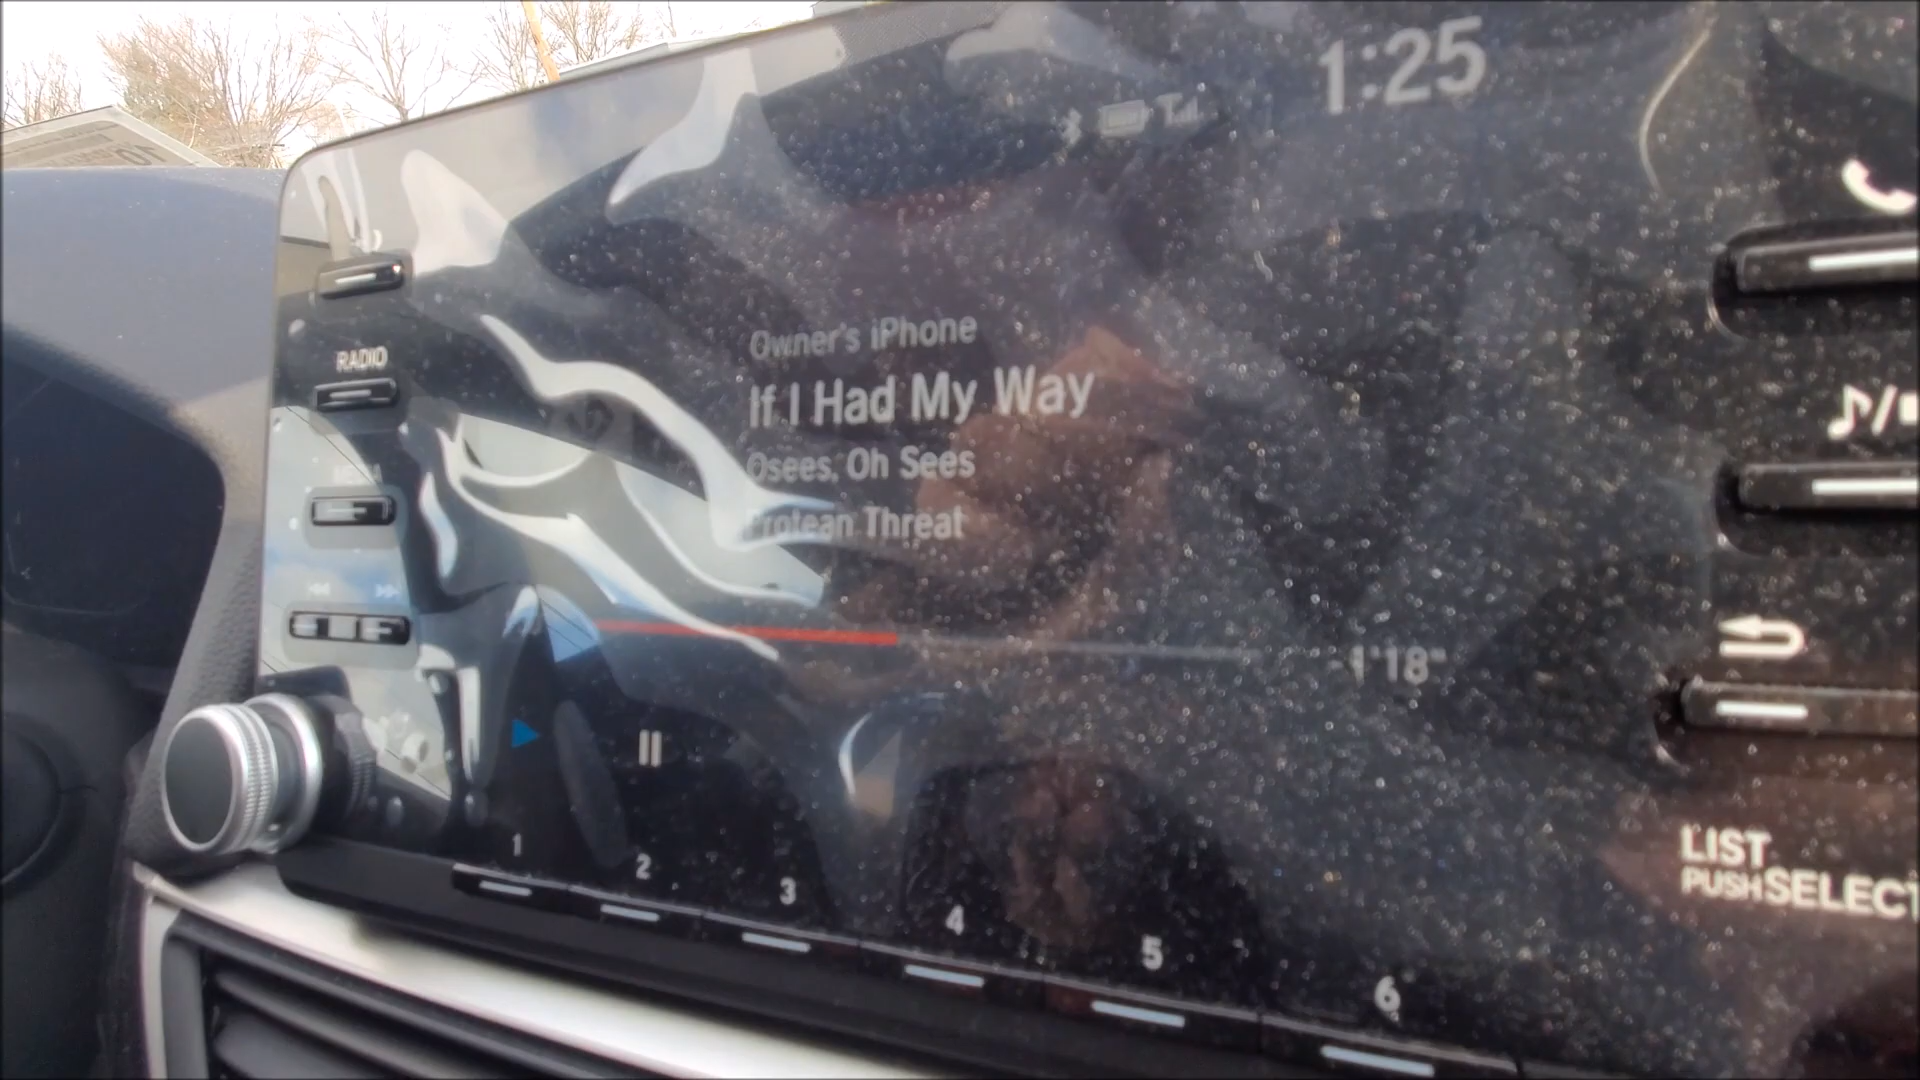 1:25
Owner's iPhone
If I Had My Way
Osees, Oh Sees
Protean Threat
-1'18"
RADIO
LIST
PUSH SELECT
1
2
3
4
5
6